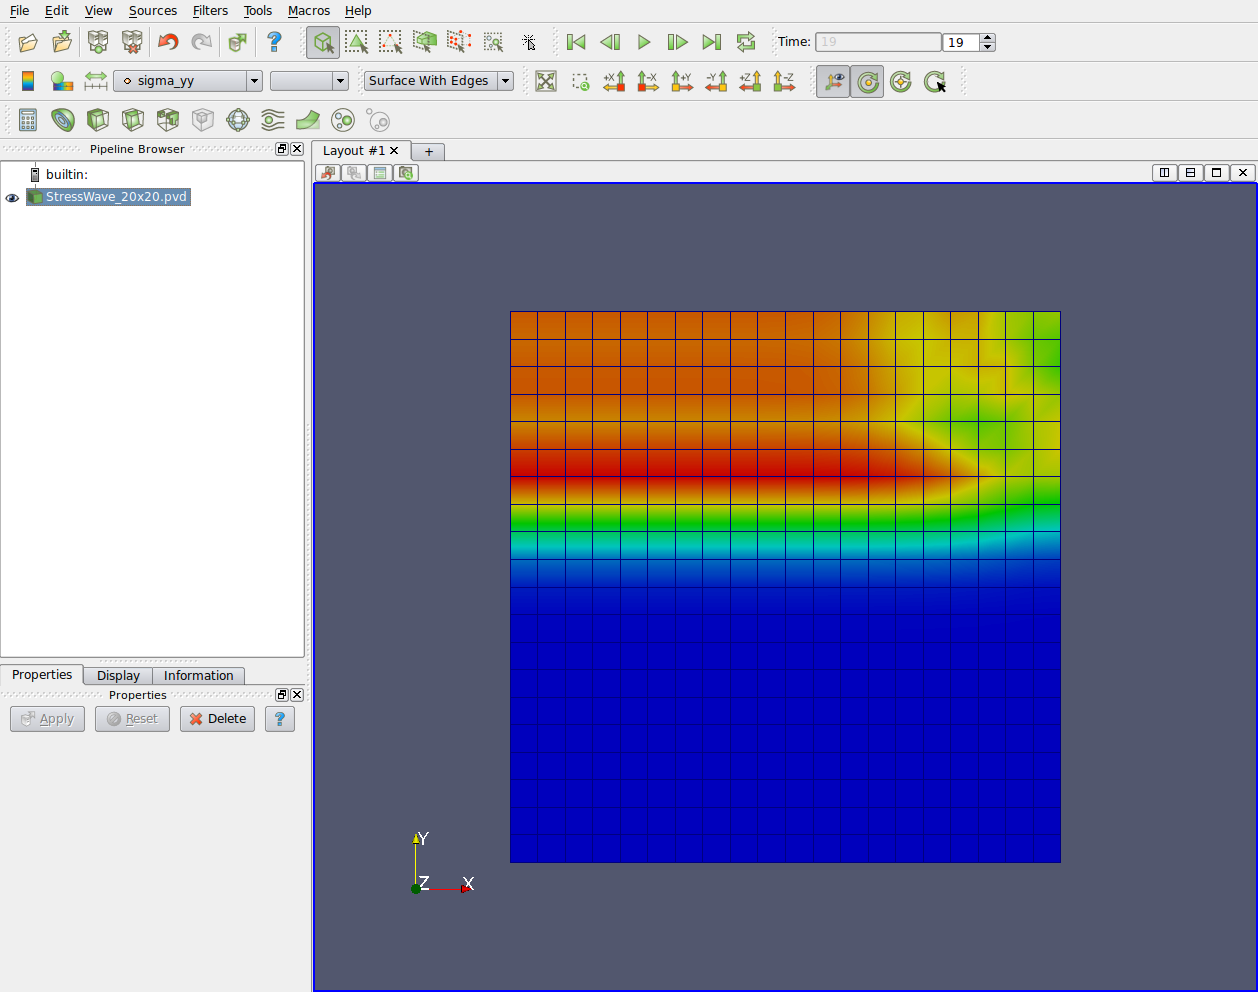 File Edit View Sources Filters Tools Macros Help
?
Time: 19 19
sigma_yy Surface With Edges +X -X +Y -Y +Z -Z
Pipeline Browser
Layout #1 +
builtin:
StressWave_20x20.pvd
Properties Display Information
Properties
Apply Reset Delete ?
Y
Z X